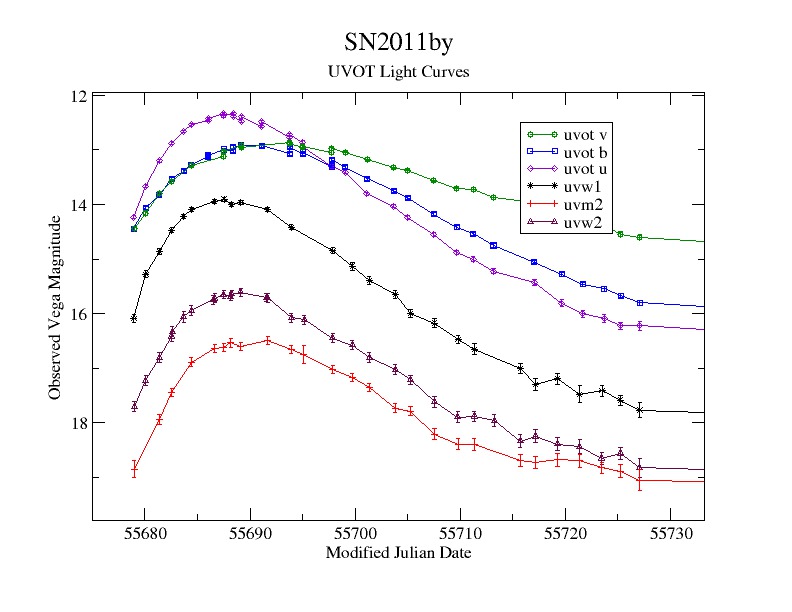 SN2011by
UVOT Light Curves
Observed Vega Magnitude
12
14
16
18
uvot v
uvot b
uvot u
uvw1
uvm2
uvw2
55680
55690
55700
55710
55720
55730
Modified Julian Date